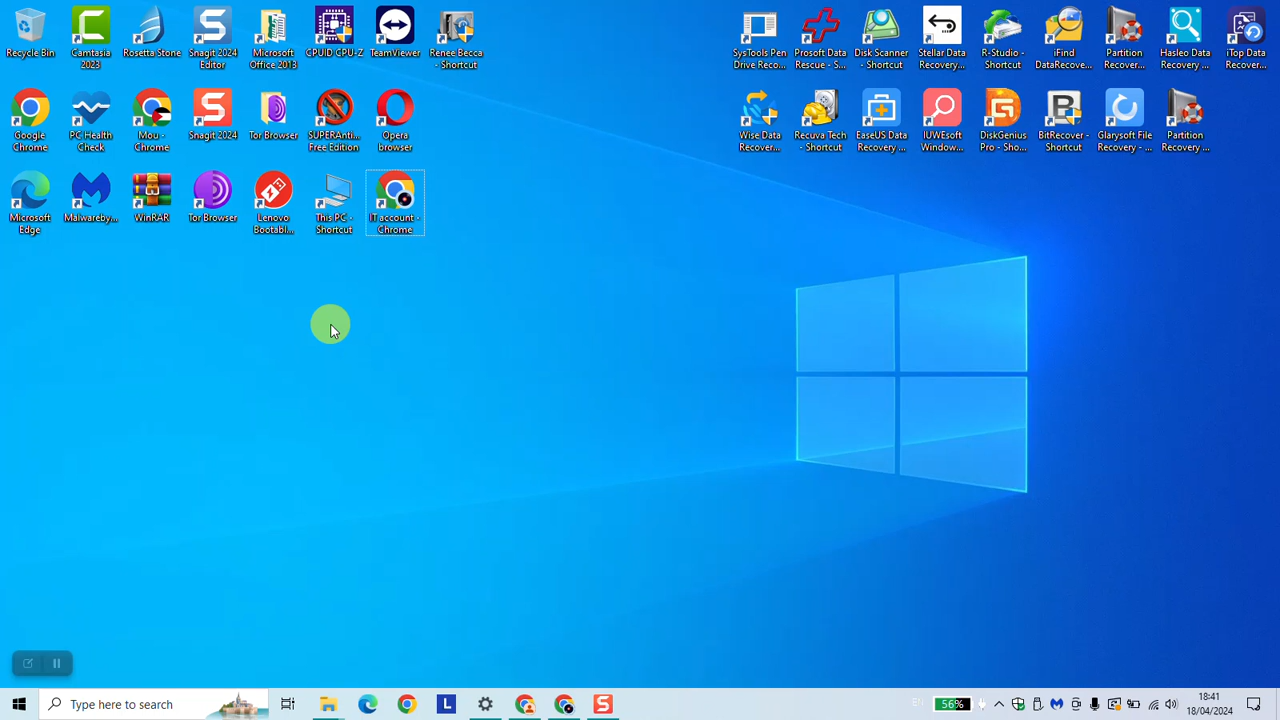 Recycle Bin
Camtasia
2023
Rosetta Stone
Snagit 2024
Editor
Microsoft
Office 2013
CPUID CPU-Z
TeamViewer
Renee Becca
- Shortcut
SysTools Pen
Drive Reco...
Prosoft Data
Rescue - S...
Disk Scanner
- Shortcut
Stellar Data
Recovery...
R-Studio -
Shortcut
iFind
DataRecove...
Partition
Recover...
Hasleo Data
Recovery ...
iTop Data
Recover...
Google
Chrome
PC Health
Check
Mou -
Chrome
Snagit 2024
Tor Browser
SUPERAnti...
Free Edition
Opera
browser
Wise Data
Recover...
Recuva Tech
- Shortcut
EaseUS Data
Recovery ...
IUWEsoft
Window...
DiskGenius
Pro - Sho...
BitRecover -
Shortcut
Glarysoft File
Recovery - ...
Partition
Recovery ...
Microsoft
Edge
Malwareby...
WinRAR
Tor Browser
Lenovo
Bootabl...
This PC -
Shortcut
IT account -
Chrome
Type here to search
L
S
56%
18:41
18/04/2024